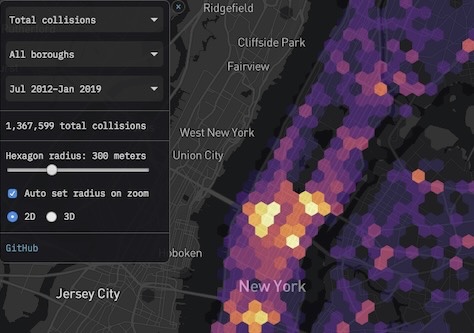 Total collisions
All boroughs
Jul 2012–Jan 2019
1,367,599 total collisions
Hexagon radius: 300 meters
Auto set radius on zoom
2D 3D
GitHub
Ridgefield
Cliffside Park
Fairview
West New York
Union City
Hoboken
Jersey City
New York